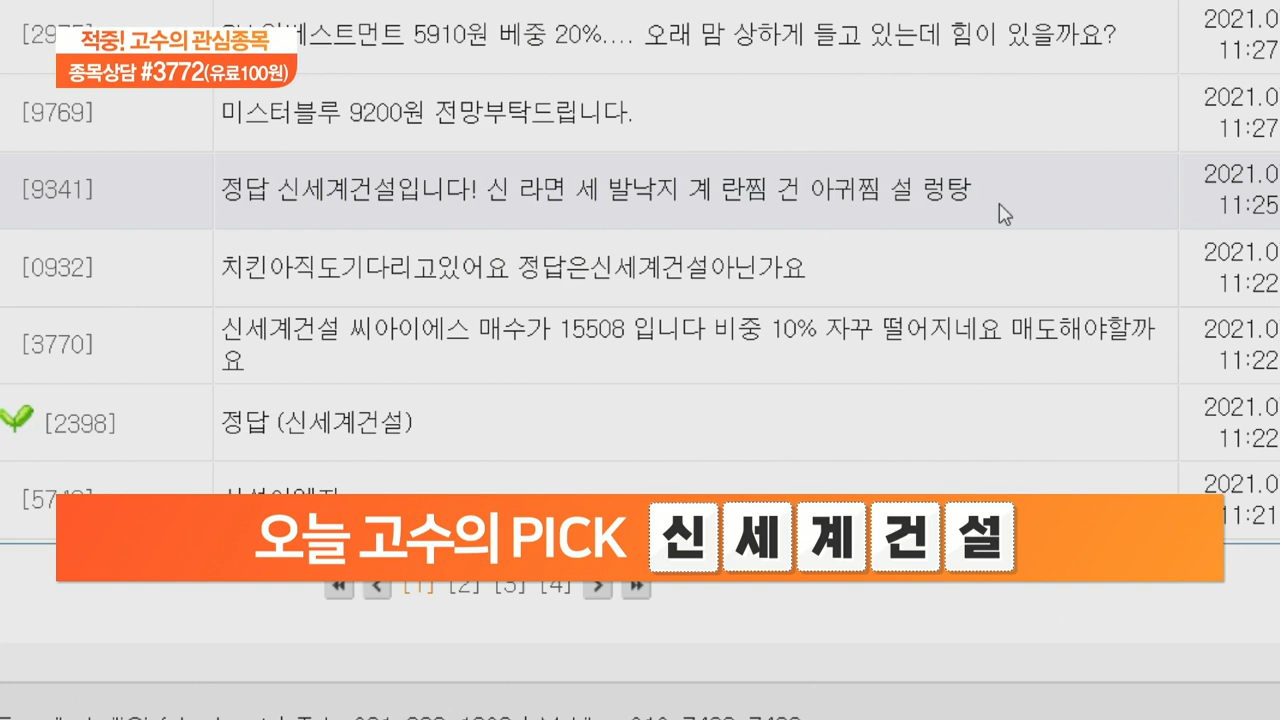 적중! 고수의 관심종목
종목상담 #3772(유료100원)
베스트먼트 5910원 베중 20%.... 오래 맘 상하게 들고 있는데 힘이 있을까요?
2021.0
11:27
[9769]
미스터블루 9200원 전망부탁드립니다.
2021.0
11:27
[9341]
정답 신세계건설입니다! 신 라면 세 발낙지 계 란찜 건 아귀찜 설 렁탕
2021.0
11:25
[0932]
치킨아직도기다리고있어요 정답은신세계건설아닌가요
2021.0
11:22
[3770]
신세계건설 씨아이에스 매수가 15508 입니다 비중 10% 자꾸 떨어지네요 매도해야할까
요
2021.0
11:22
[2398]
정답 (신세계건설)
2021.0
11:22
2021.0
11:21
오늘 고수의 PICK 신세계건설
[1] [2] [3] [4]